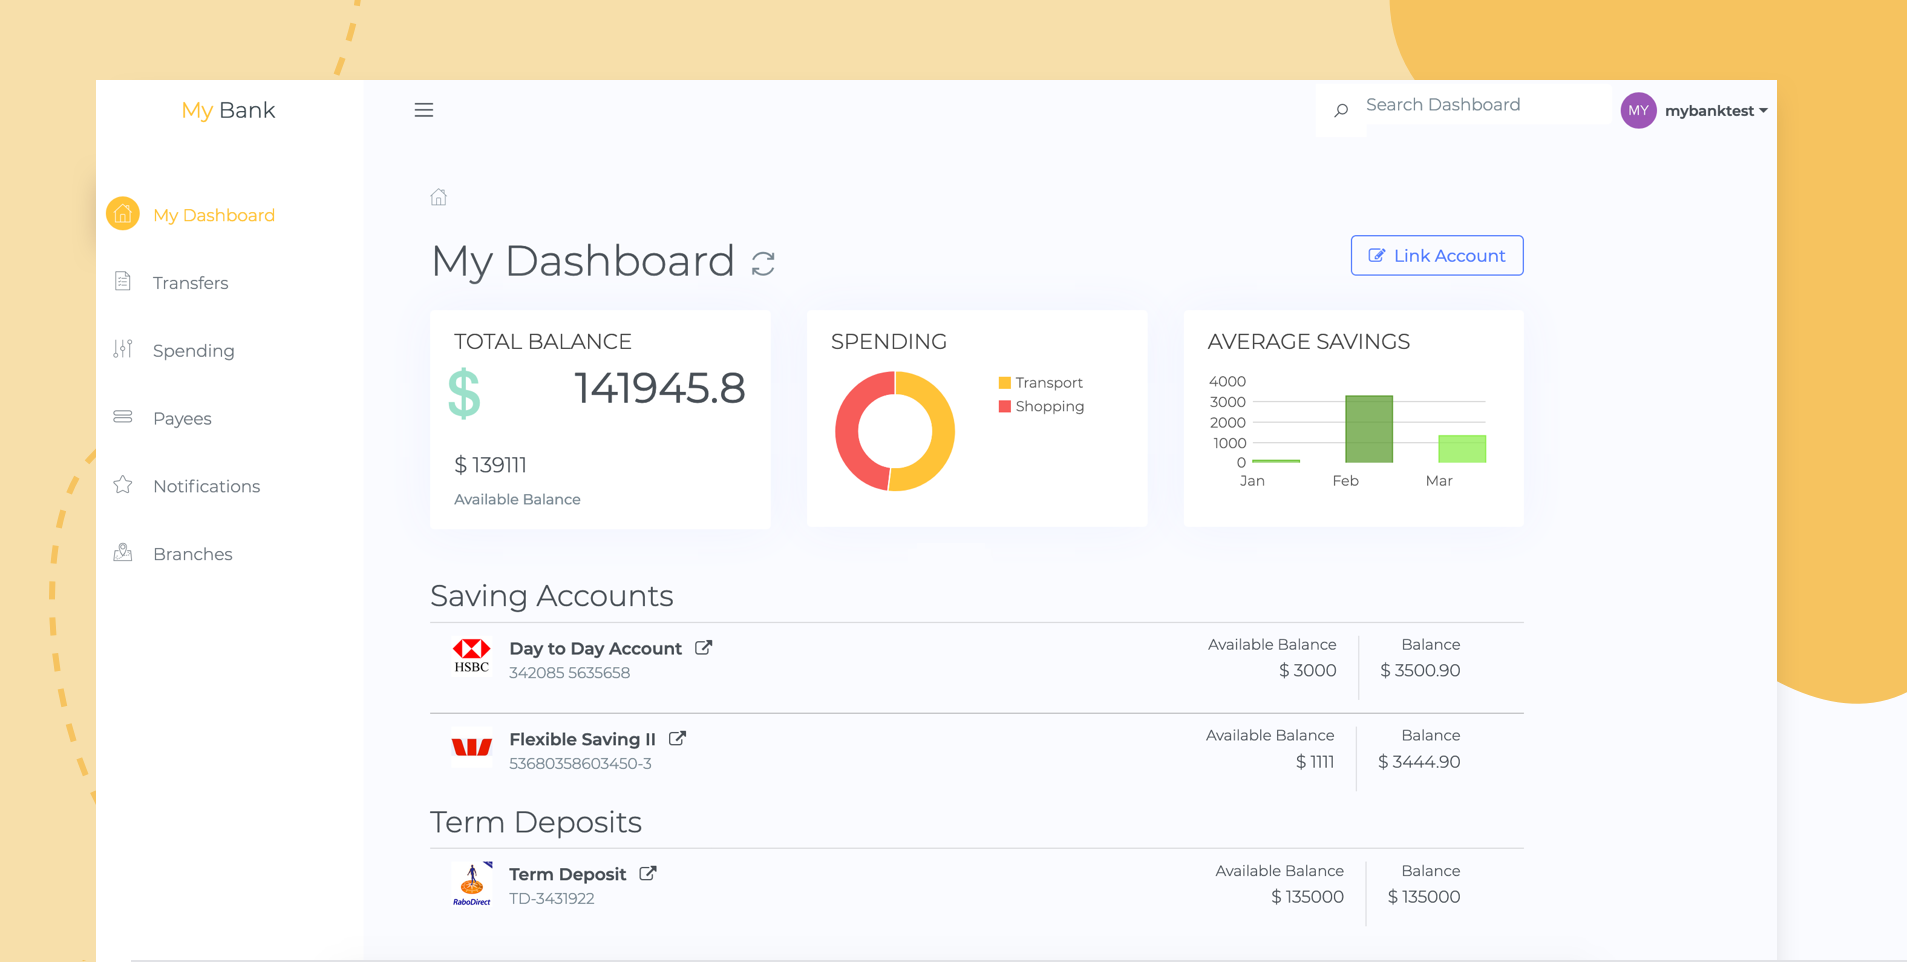 My Bank
Search Dashboard
MY mybanktest
My Dashboard
Transfers
Spending
Payees
Notifications
Branches
My Dashboard
Link Account
TOTAL BALANCE
$ 141945.8
$ 139111
Available Balance
SPENDING
Transport
Shopping
AVERAGE SAVINGS
4000
3000
2000
1000
0
Jan Feb Mar
Saving Accounts
HSBC
Day to Day Account
342085 5635658
Available Balance Balance
$ 3000 $ 3500.90
Flexible Saving II
53680358603450-3
Available Balance Balance
$ 1111 $ 3444.90
Term Deposits
RaboDirect
Term Deposit
TD-3431922
Available Balance Balance
$ 135000 $ 135000